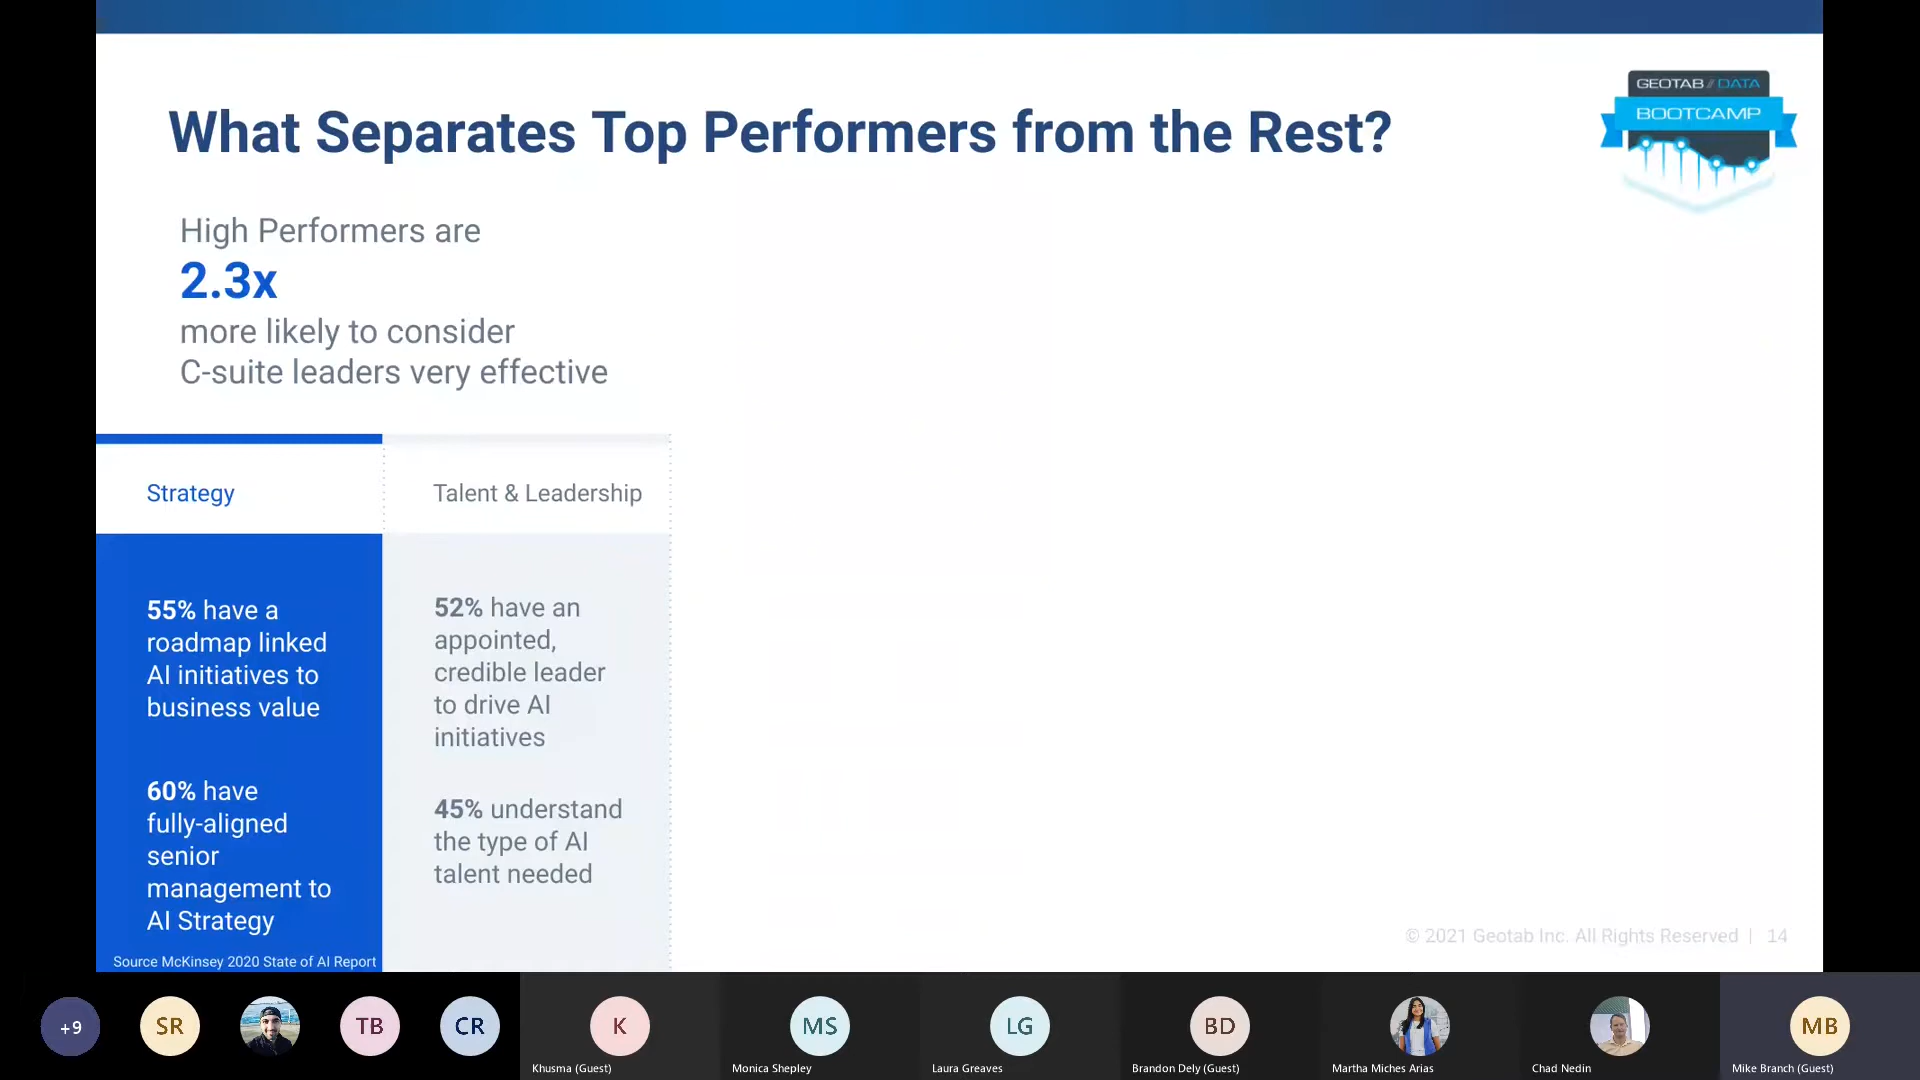 What Separates Top Performers from the Rest?
GEOTAB // DATA
BOOTCAMP
High Performers are
2.3x
more likely to consider
C-suite leaders very effective
Strategy
55% have a
roadmap linked
AI initiatives to
business value
60% have
fully-aligned
senior
management to
AI Strategy
Source McKinsey 2020 State of AI Report
Talent & Leadership
52% have an
appointed,
credible leader
to drive AI
initiatives
45% understand
the type of AI
talent needed
© 2021 Geotab Inc. All Rights Reserved | 14
+9
SR
TB
CR
K
Khusma (Guest)
MS
Monica Shepley
LG
Laura Greaves
BD
Brandon Dely (Guest)
Martha Miches Arias
Chad Nedin
MB
Mike Branch (Guest)